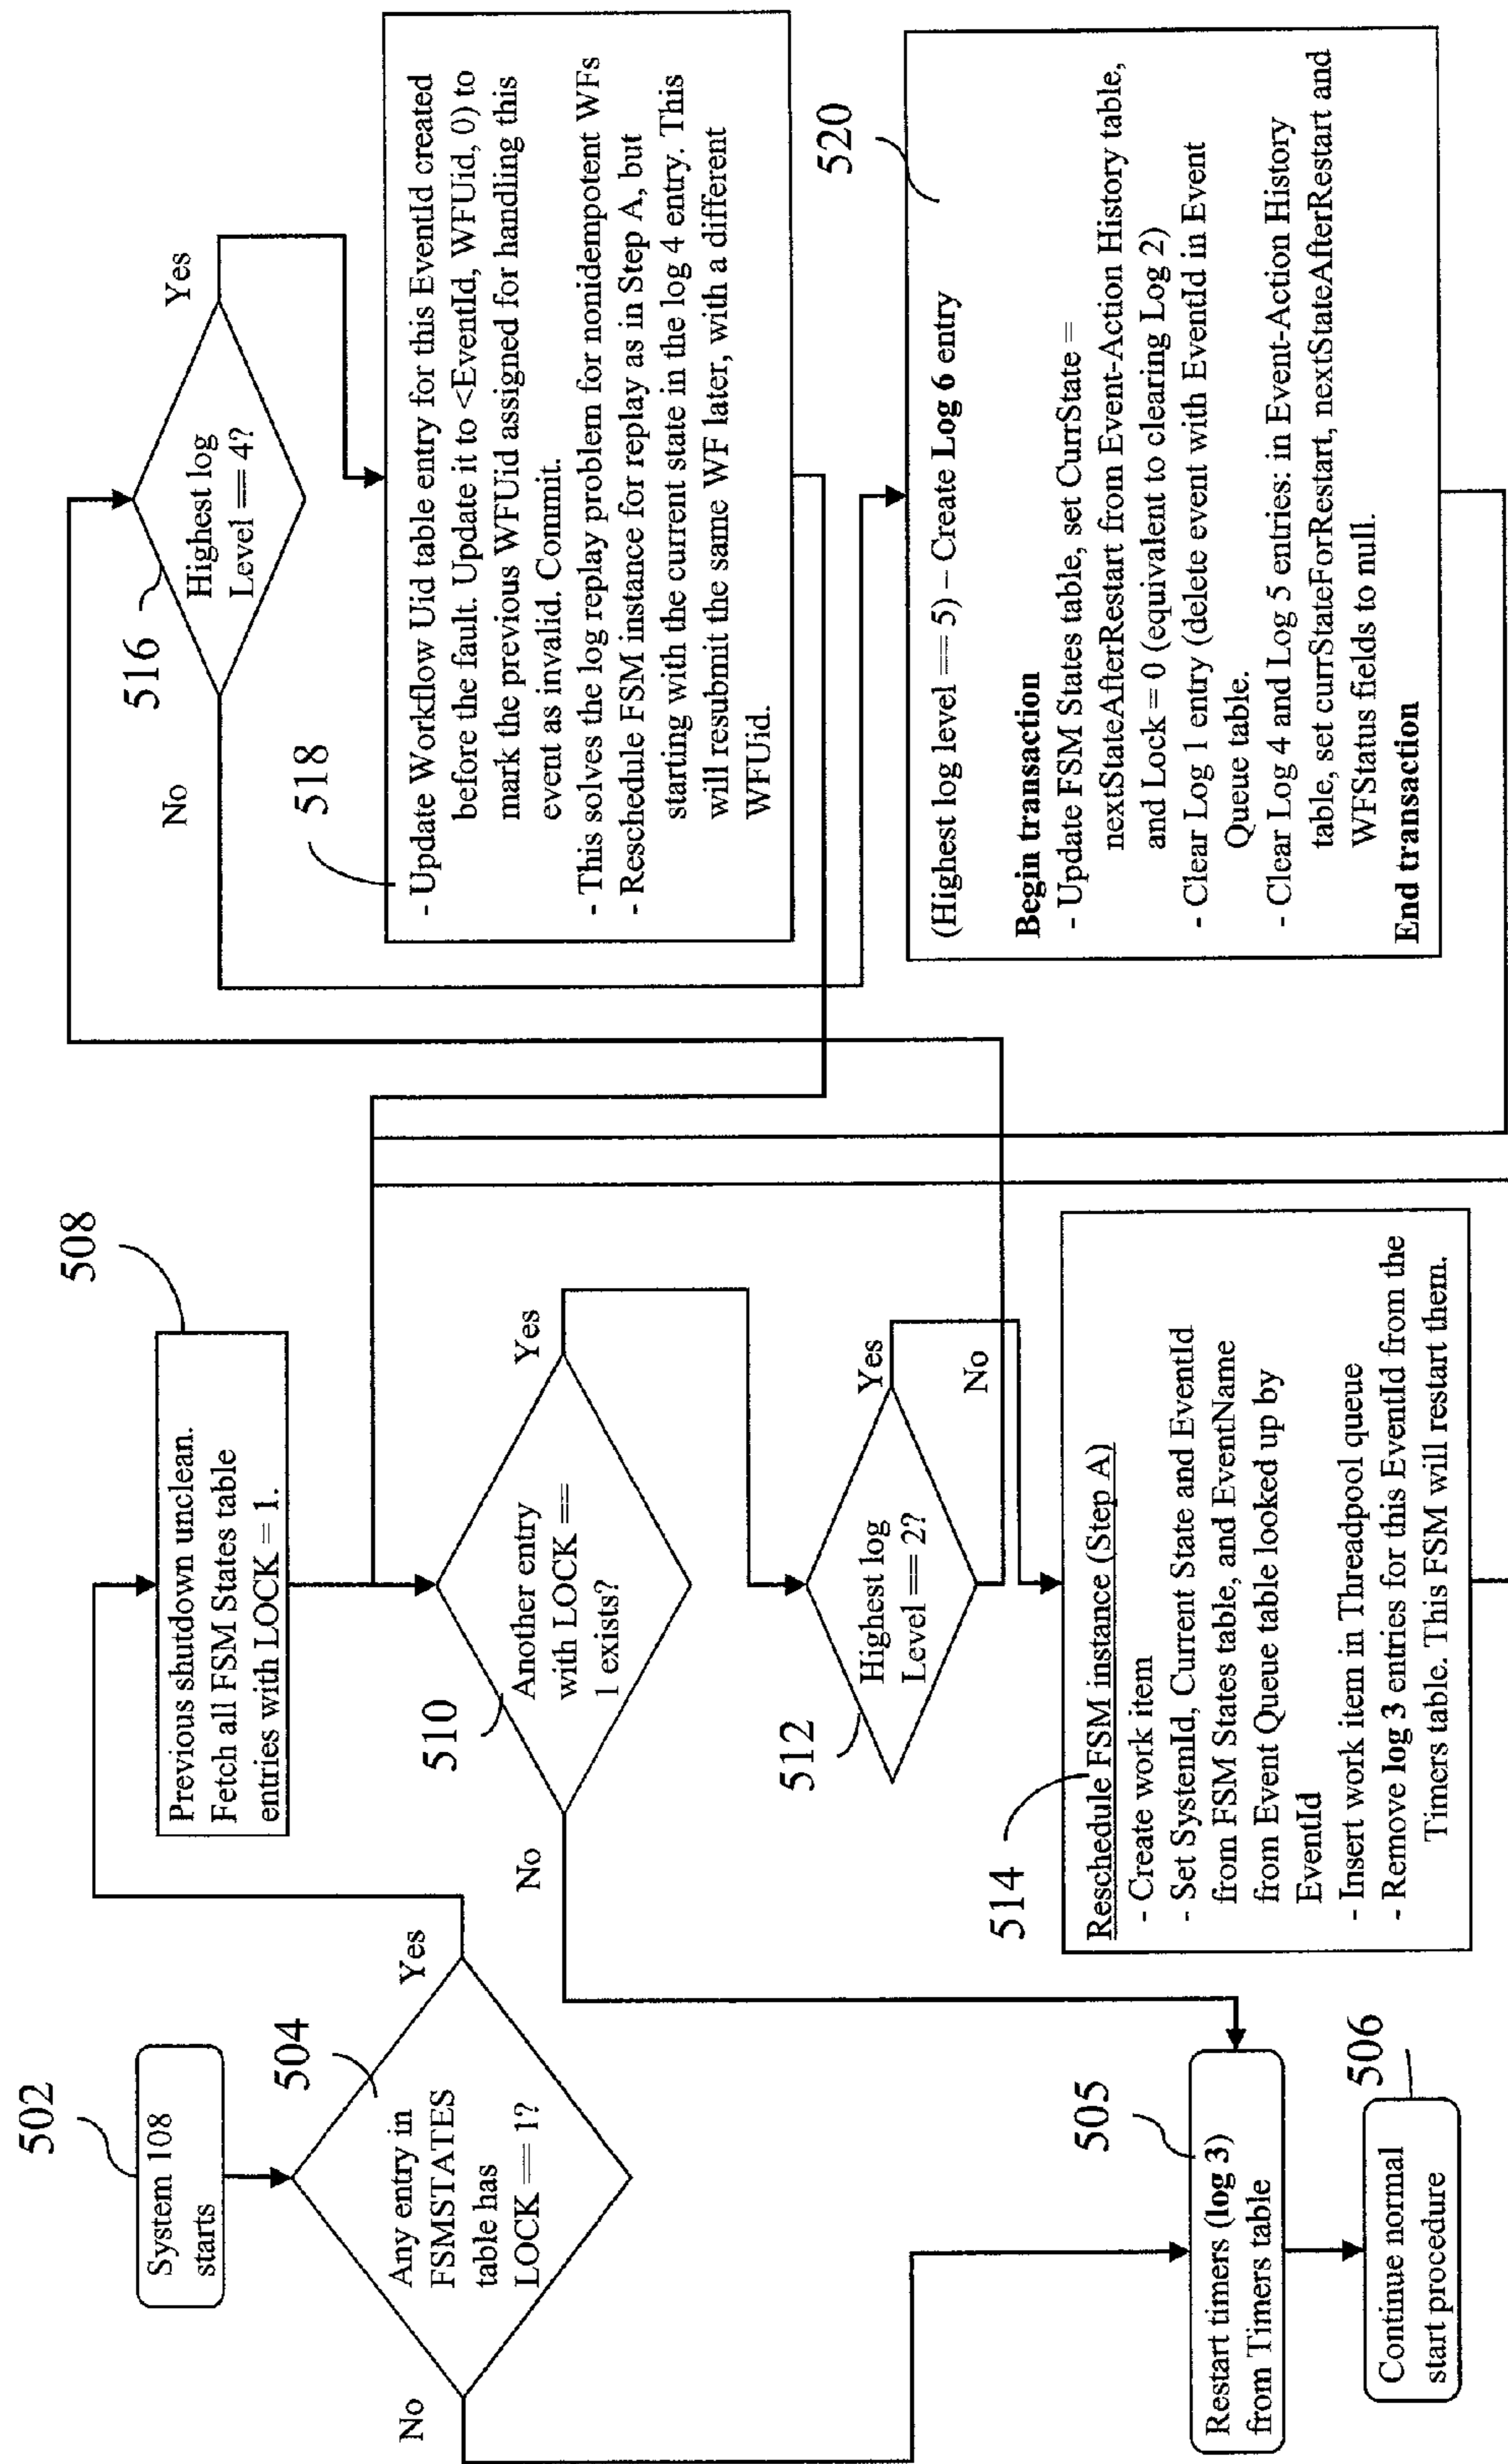 502
System 108
starts
504
Any entry in
FSMSTATES
table has
LOCK == 1?
Yes
No
505
Restart timers (log 3)
from Timers table
506
Continue normal
start procedure
508
Previous shutdown unclean.
Fetch all FSM States table
entries with LOCK = 1.
510
Another entry
with LOCK ==
1 exists?
Yes
No
512
Highest log
Level == 2?
Yes
No
514
Reschedule FSM instance (Step A)
- Create work item
- Set SystemId, Current State and EventId
from FSM States table, and EventName
from Event Queue table looked up by
EventId
- Insert work item in Threadpool queue
- Remove log 3 entries for this EventId from the
Timers table. This FSM will restart them.
516
Highest log
Level == 4?
Yes
No
518
- Update Workflow Uid table entry for this EventId created
before the fault. Update it to <EventId, WFUid, 0) to
mark the previous WFUid assigned for handling this
event as invalid. Commit.
- This solves the log replay problem for nonidempotent WFs
- Reschedule FSM instance for replay as in Step A, but
starting with the current state in the log 4 entry. This
will resubmit the same WF later, with a different
WFUid.
520
(Highest log level == 5) – Create Log 6 entry
Begin transaction
- Update FSM States table, set CurrState =
nextStateAfterRestart from Event-Action History table,
and Lock = 0 (equivalent to clearing Log 2)
- Clear Log 1 entry (delete event with EventId in Event
Queue table.
- Clear Log 4 and Log 5 entries: in Event-Action History
table, set currStateForRestart, nextStateAfterRestart and
WFStatus fields to null.
End transaction